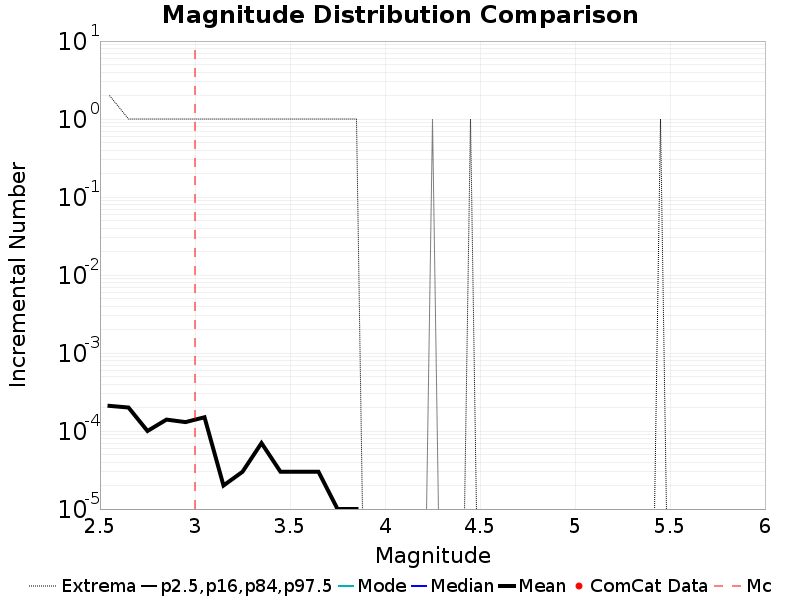 Magnitude Distribution Comparison
10^1
10^0
10^-1
10^-2
10^-3
10^-4
10^-5
Incremental Number
2.5 3 3.5 4 4.5 5 5.5 6
Magnitude
Extrema p2.5,p16,p84,p97.5 Mode Median Mean ComCat Data Mc